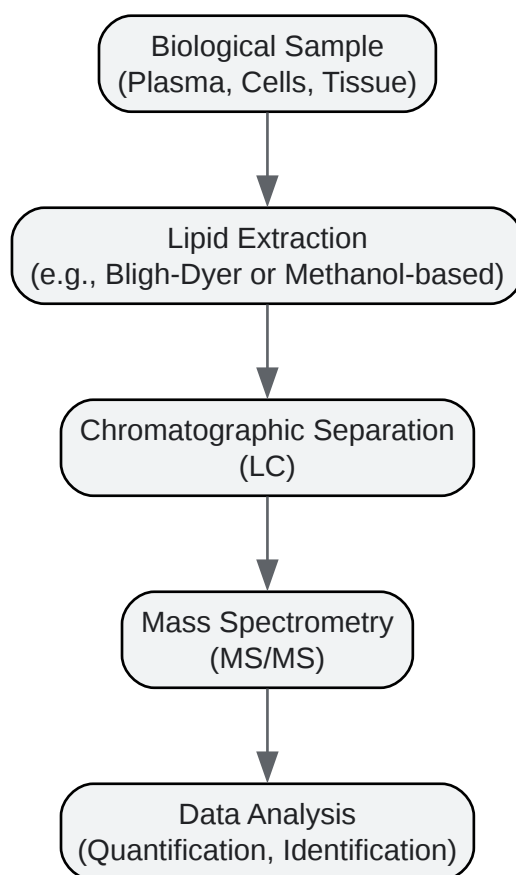 Biological Sample
(Plasma, Cells, Tissue)
Lipid Extraction
(e.g., Bligh-Dyer or Methanol-based)
Chromatographic Separation
(LC)
Mass Spectrometry
(MS/MS)
Data Analysis
(Quantification, Identification)